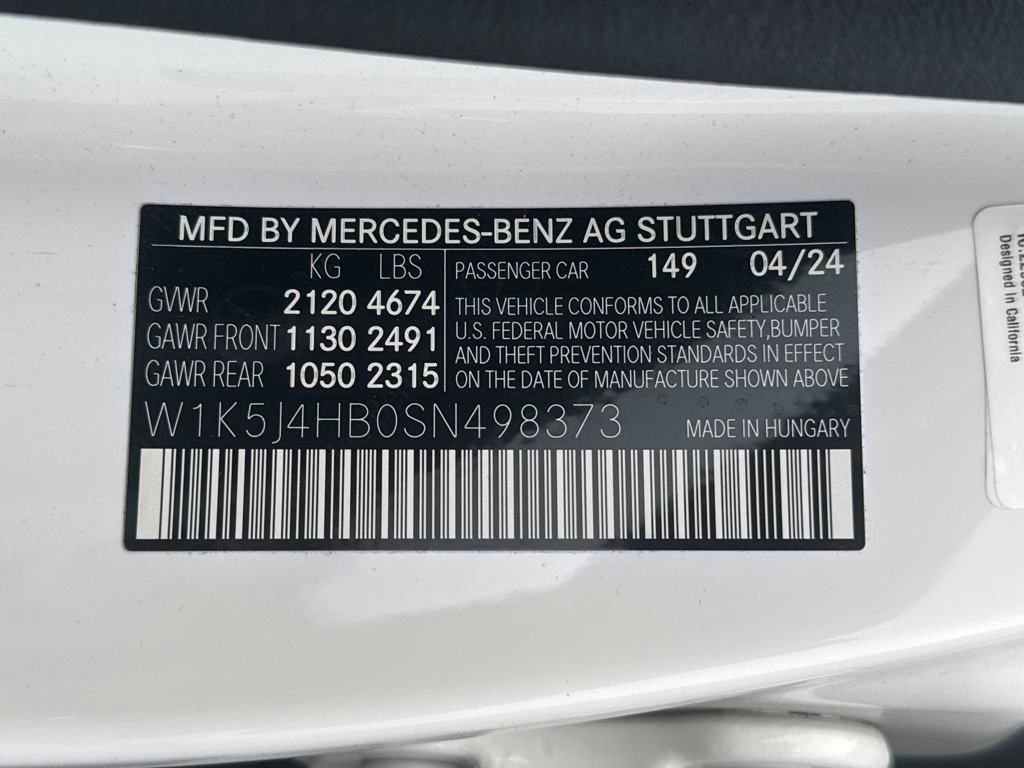 MFD BY MERCEDES-BENZ AG STUTTGART
KG LBS
GVWR 2120 4674
GAWR FRONT 1130 2491
GAWR REAR 1050 2315
PASSENGER CAR 149 04/24
THIS VEHICLE CONFORMS TO ALL APPLICABLE
U.S. FEDERAL MOTOR VEHICLE SAFETY,BUMPER
AND THEFT PREVENTION STANDARDS IN EFFECT
ON THE DATE OF MANUFACTURE SHOWN ABOVE
W1K5J4HB0SN498373
MADE IN HUNGARY
Designed in California